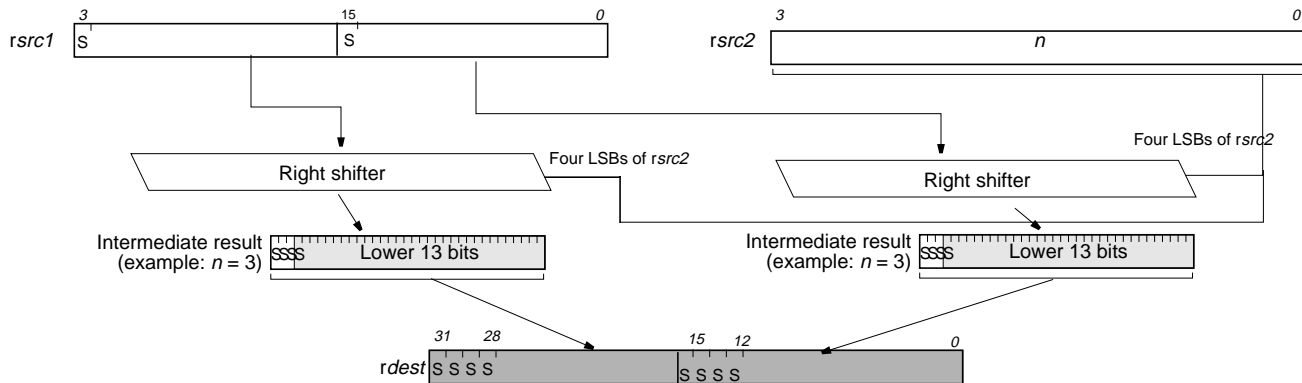 3 15 0 3 0
rsrc1 S S rsrc2 n
Four LSBs of rsrc2
Four LSBs of rsrc2
Right shifter
Right shifter
Intermediate result
(example: n = 3)
SSSS Lower 13 bits
Intermediate result
(example: n = 3)
SSSS Lower 13 bits
31 28 15 12 0
rdest S S S S S S S S